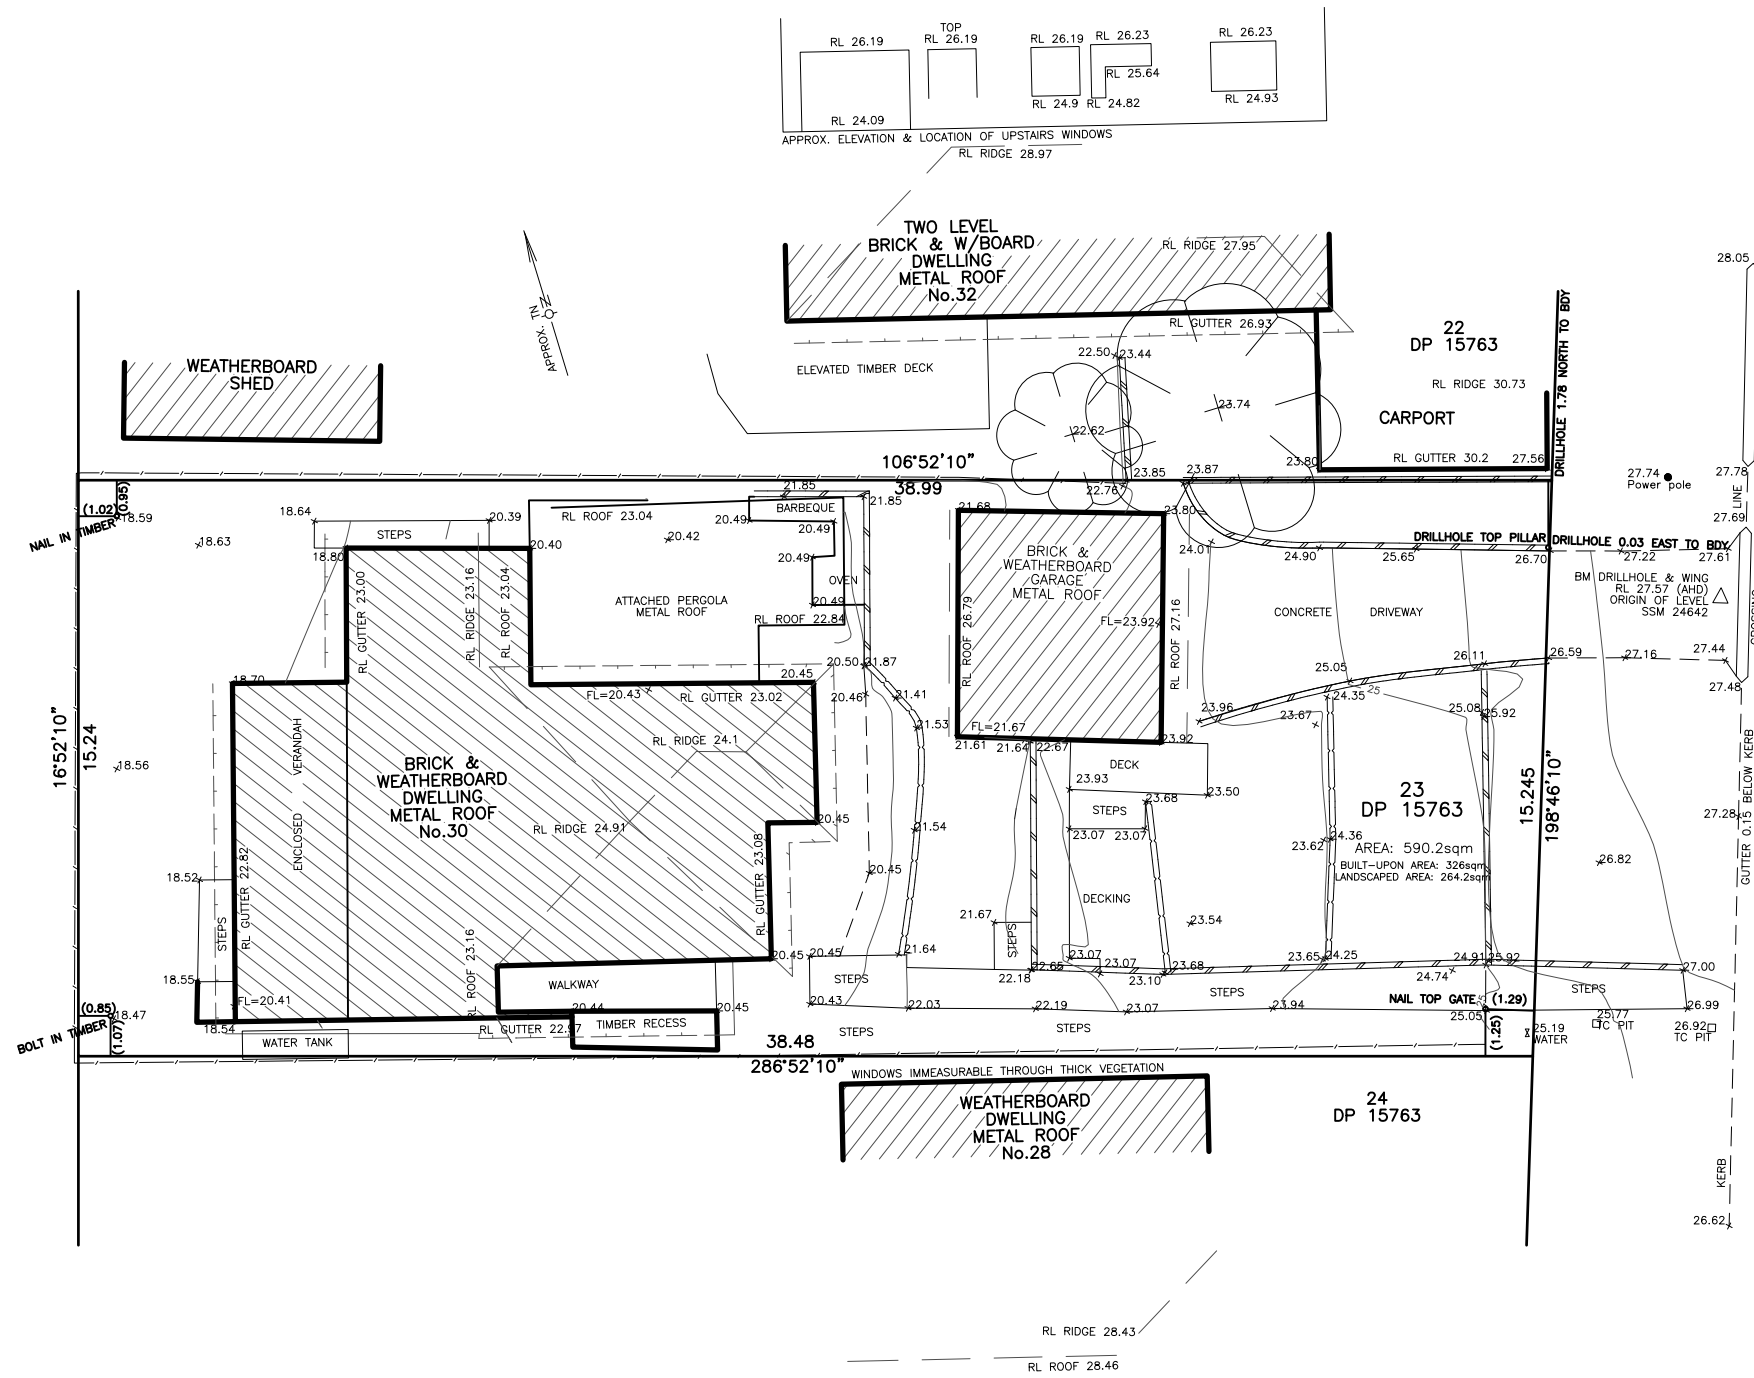 RL 26.19
TOP
RL 26.19
RL 26.19
RL 26.23
RL 26.23
RL 25.64
RL 24.9
RL 24.82
RL 24.93
RL 24.09
APPROX. ELEVATION & LOCATION OF UPSTAIRS WINDOWS
RL RIDGE 28.97
TWO LEVEL
BRICK & W/BOARD
DWELLING
METAL ROOF
No.32
RL RIDGE 27.95
28.05
APPROX. TN
N
RL GUTTER 26.93
22
DP 15763
DRILLHOLE 1.78 NORTH TO BDY
WEATHERBOARD
SHED
ELEVATED TIMBER DECK
22.50
23.44
RL RIDGE 30.73
23.74
CARPORT
22.62
106°52'10"
38.99
23.85
23.87
23.80
RL GUTTER 30.2
27.56
27.74
Power pole
27.78
LINE
27.69
22.76
(0.95)
(1.02)
NAIL IN TIMBER
18.59
18.63
18.64
STEPS
20.39
18.80
20.40
RL ROOF 23.04
21.85
21.85
BARBEQUE
20.49
20.49
20.42
20.49
OVEN
20.49
RL ROOF 22.84
ATTACHED PERGOLA
METAL ROOF
RL GUTTER 23.00
RL RIDGE 23.16
RL ROOF 23.04
21.68
23.80
24.01
BRICK &
WEATHERBOARD
GARAGE
METAL ROOF
FL=23.92
RL ROOF 26.79
RL ROOF 27.16
24.90
25.65
26.70
DRILLHOLE TOP PILLAR
DRILLHOLE 0.03 EAST TO BDY
27.22
27.61
BM DRILLHOLE & WING
RL 27.57 (AHD)
ORIGIN OF LEVEL
SSM 24642
CROSSING
CONCRETE DRIVEWAY
18.70
20.50
21.87
20.45
20.46
21.41
21.53
FL=20.43
RL GUTTER 23.02
RL RIDGE 24.1
FL=21.67
21.61
21.64
22.67
23.92
23.96
23.67
25.05
25
24.35
26.11
26.59
27.16
27.44
27.48
25.08
25.92
16°52'10"
15.24
18.56
ENCLOSED VERANDAH
BRICK &
WEATHERBOARD
DWELLING
METAL ROOF
No.30
RL RIDGE 24.91
20.45
21.54
RL GUTTER 23.08
20.45
DECK
23.93
23.50
STEPS
23.68
23.07
23.07
23
DP 15763
24.36
23.62
AREA: 590.2sqm
BUILT-UPON AREA: 326sqm
LANDSCAPED AREA: 264.2sqm
15.245
198°46'10"
27.28
GUTTER 0.15 BELOW KERB
26.82
18.52
STEPS
RL GUTTER 22.82
18.55
RL ROOF 23.16
DECKING
21.67
STEPS
23.54
20.45
20.45
21.64
STEPS
22.18
22.65
23.07
23.07
23.10
23.68
23.65
24.25
24.91
25.92
24.74
27.00
STEPS
STEPS
WALKWAY
FL=20.41
20.44
20.45
20.43
22.03
22.19
23.07
23.94
NAIL TOP GATE
(1.29)
25
25.05
26.99
25.77
TC PIT
26.92
TC PIT
25.19
WATER
(1.25)
(0.85)
BOLT IN TIMBER
18.47
(1.07)
18.54
WATER TANK
RL GUTTER 22.97
TIMBER RECESS
STEPS
STEPS
38.48
286°52'10"
WINDOWS IMMEASURABLE THROUGH THICK VEGETATION
WEATHERBOARD
DWELLING
METAL ROOF
No.28
24
DP 15763
KERB
26.62
RL RIDGE 28.43
RL ROOF 28.46